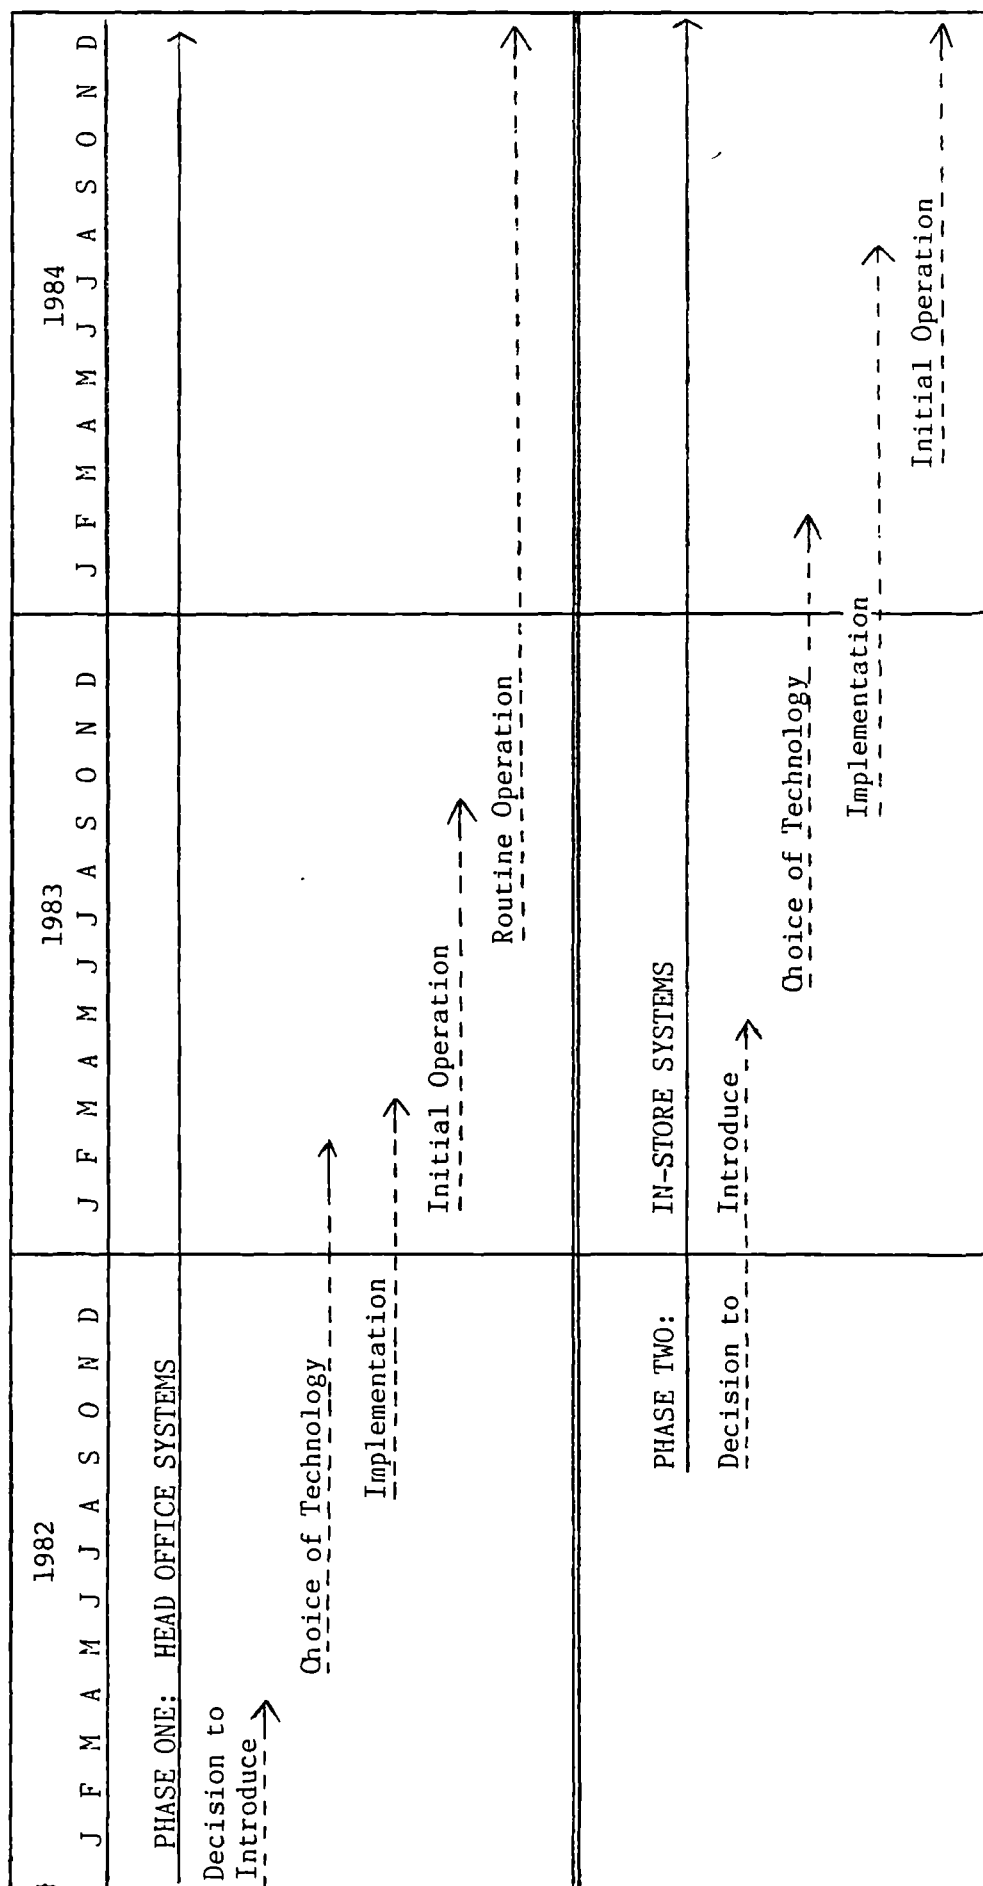 1982 1983 1984
J F M A M J J A S O N D J F M A M J J A S O N D J F M A M J J A S O N D
PHASE ONE: HEAD OFFICE SYSTEMS
Decision to
Introduce
Choice of Technology
Implementation
Initial Operation
Routine Operation
PHASE TWO: IN-STORE SYSTEMS
Decision to Introduce
Choice of Technology
Implementation
Initial Operation